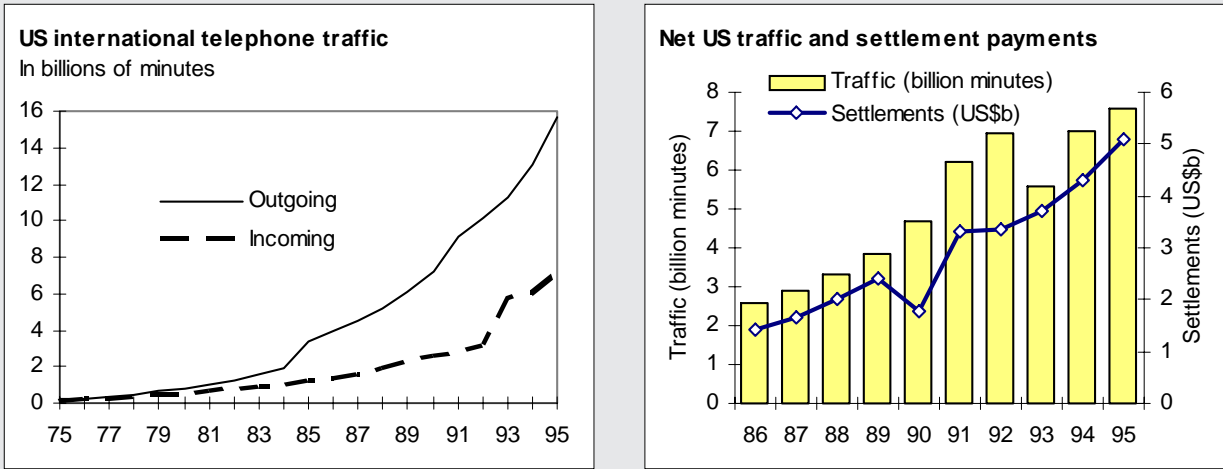 US international telephone traffic
In billions of minutes
16
14
12
10
8
6
4
2
0
Outgoing
Incoming
75 77 79 81 83 85 87 89 91 93 95
Net US traffic and settlement payments
Traffic (billion minutes)
Settlements (US$b)
Traffic (billion minutes)
8
7
6
5
4
3
2
1
0
6
5
4
3
2
1
0
Settlements (US$b)
86 87 88 89 90 91 92 93 94 95